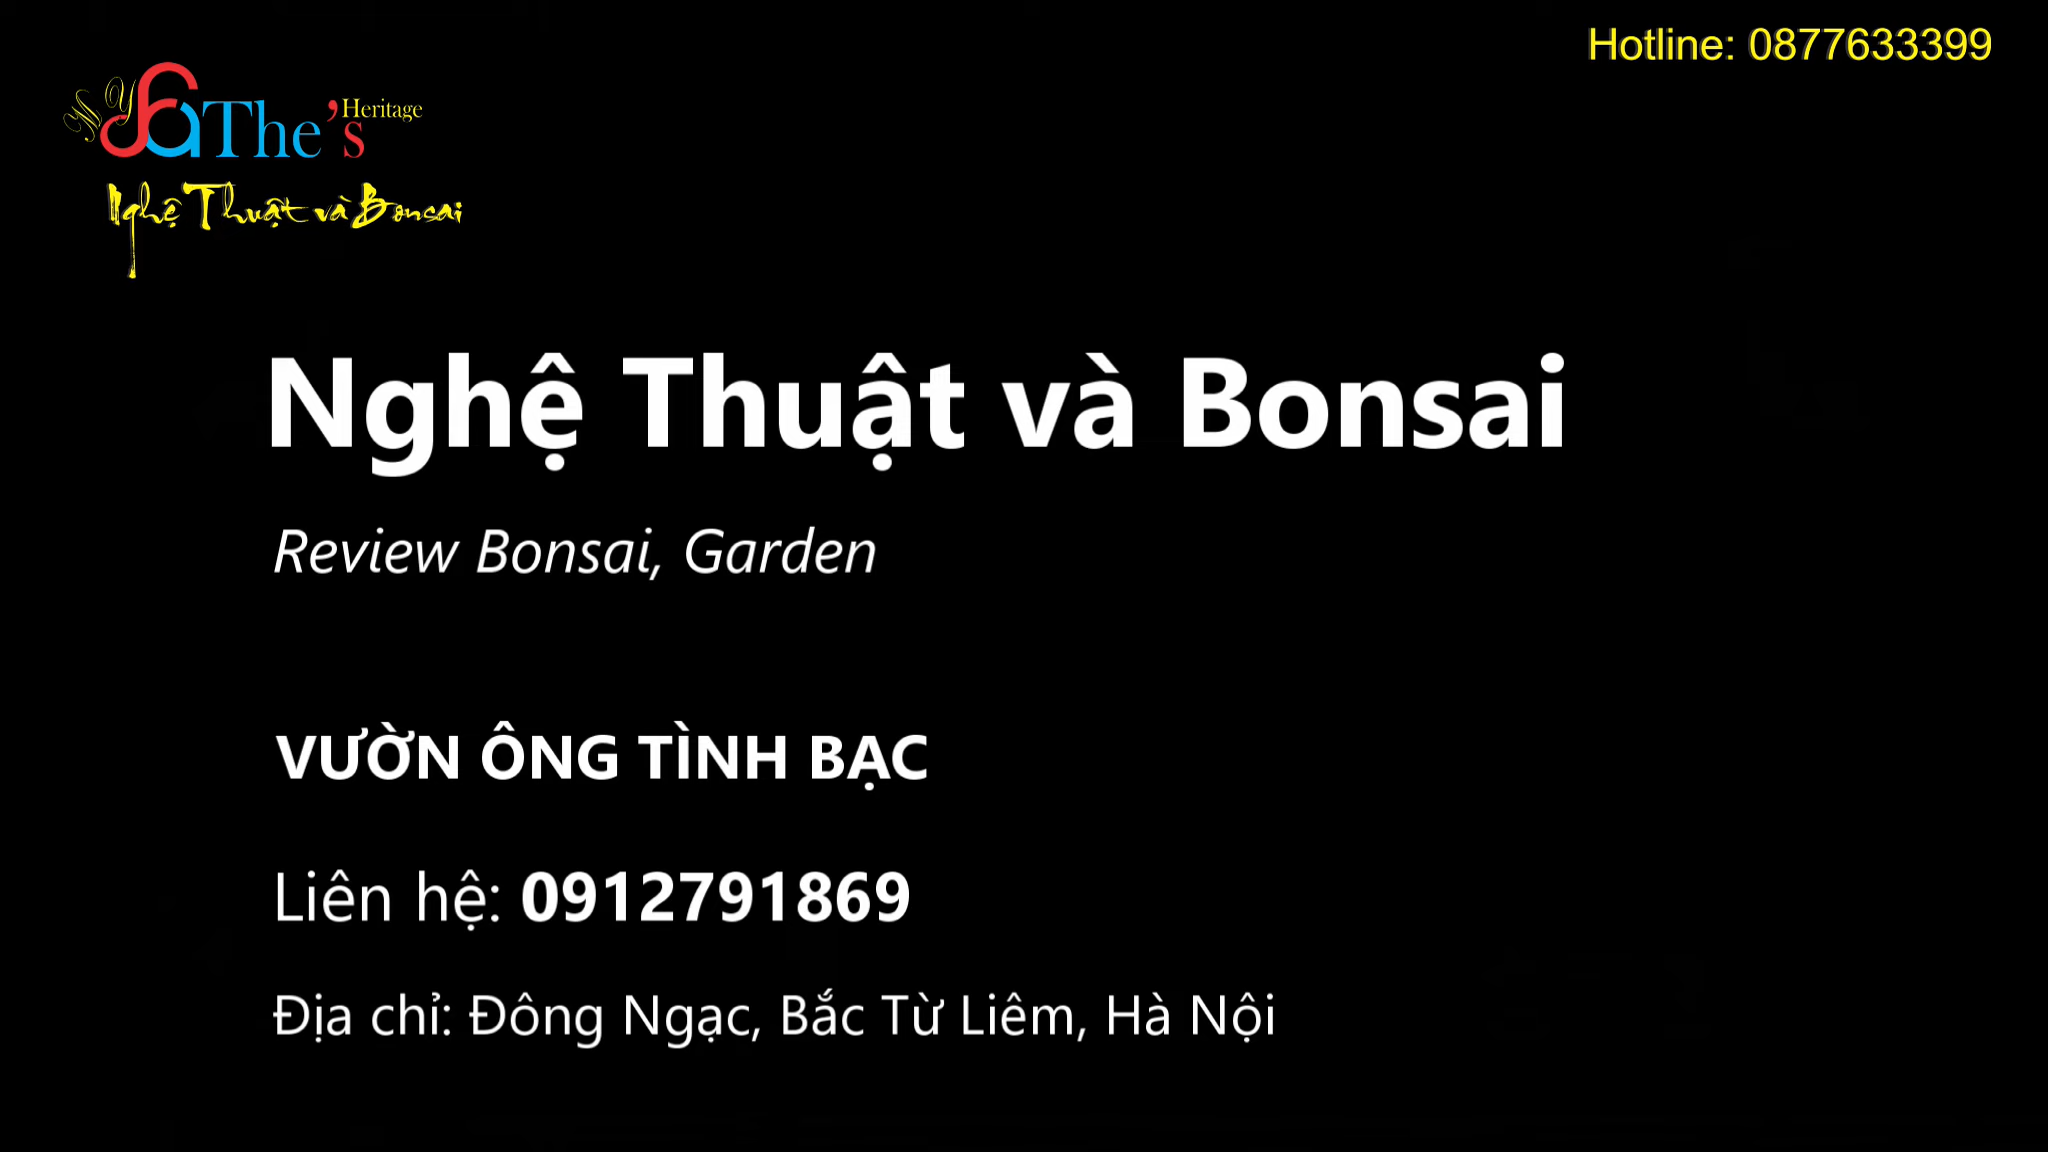 Hotline: 0877633399
The's Heritage
Nghệ Thuật và Bonsai
Nghệ Thuật và Bonsai
Review Bonsai, Garden
VƯỜN ÔNG TÌNH BẠC
Liên hệ: 0912791869
Địa chỉ: Đông Ngạc, Bắc Từ Liêm, Hà Nội